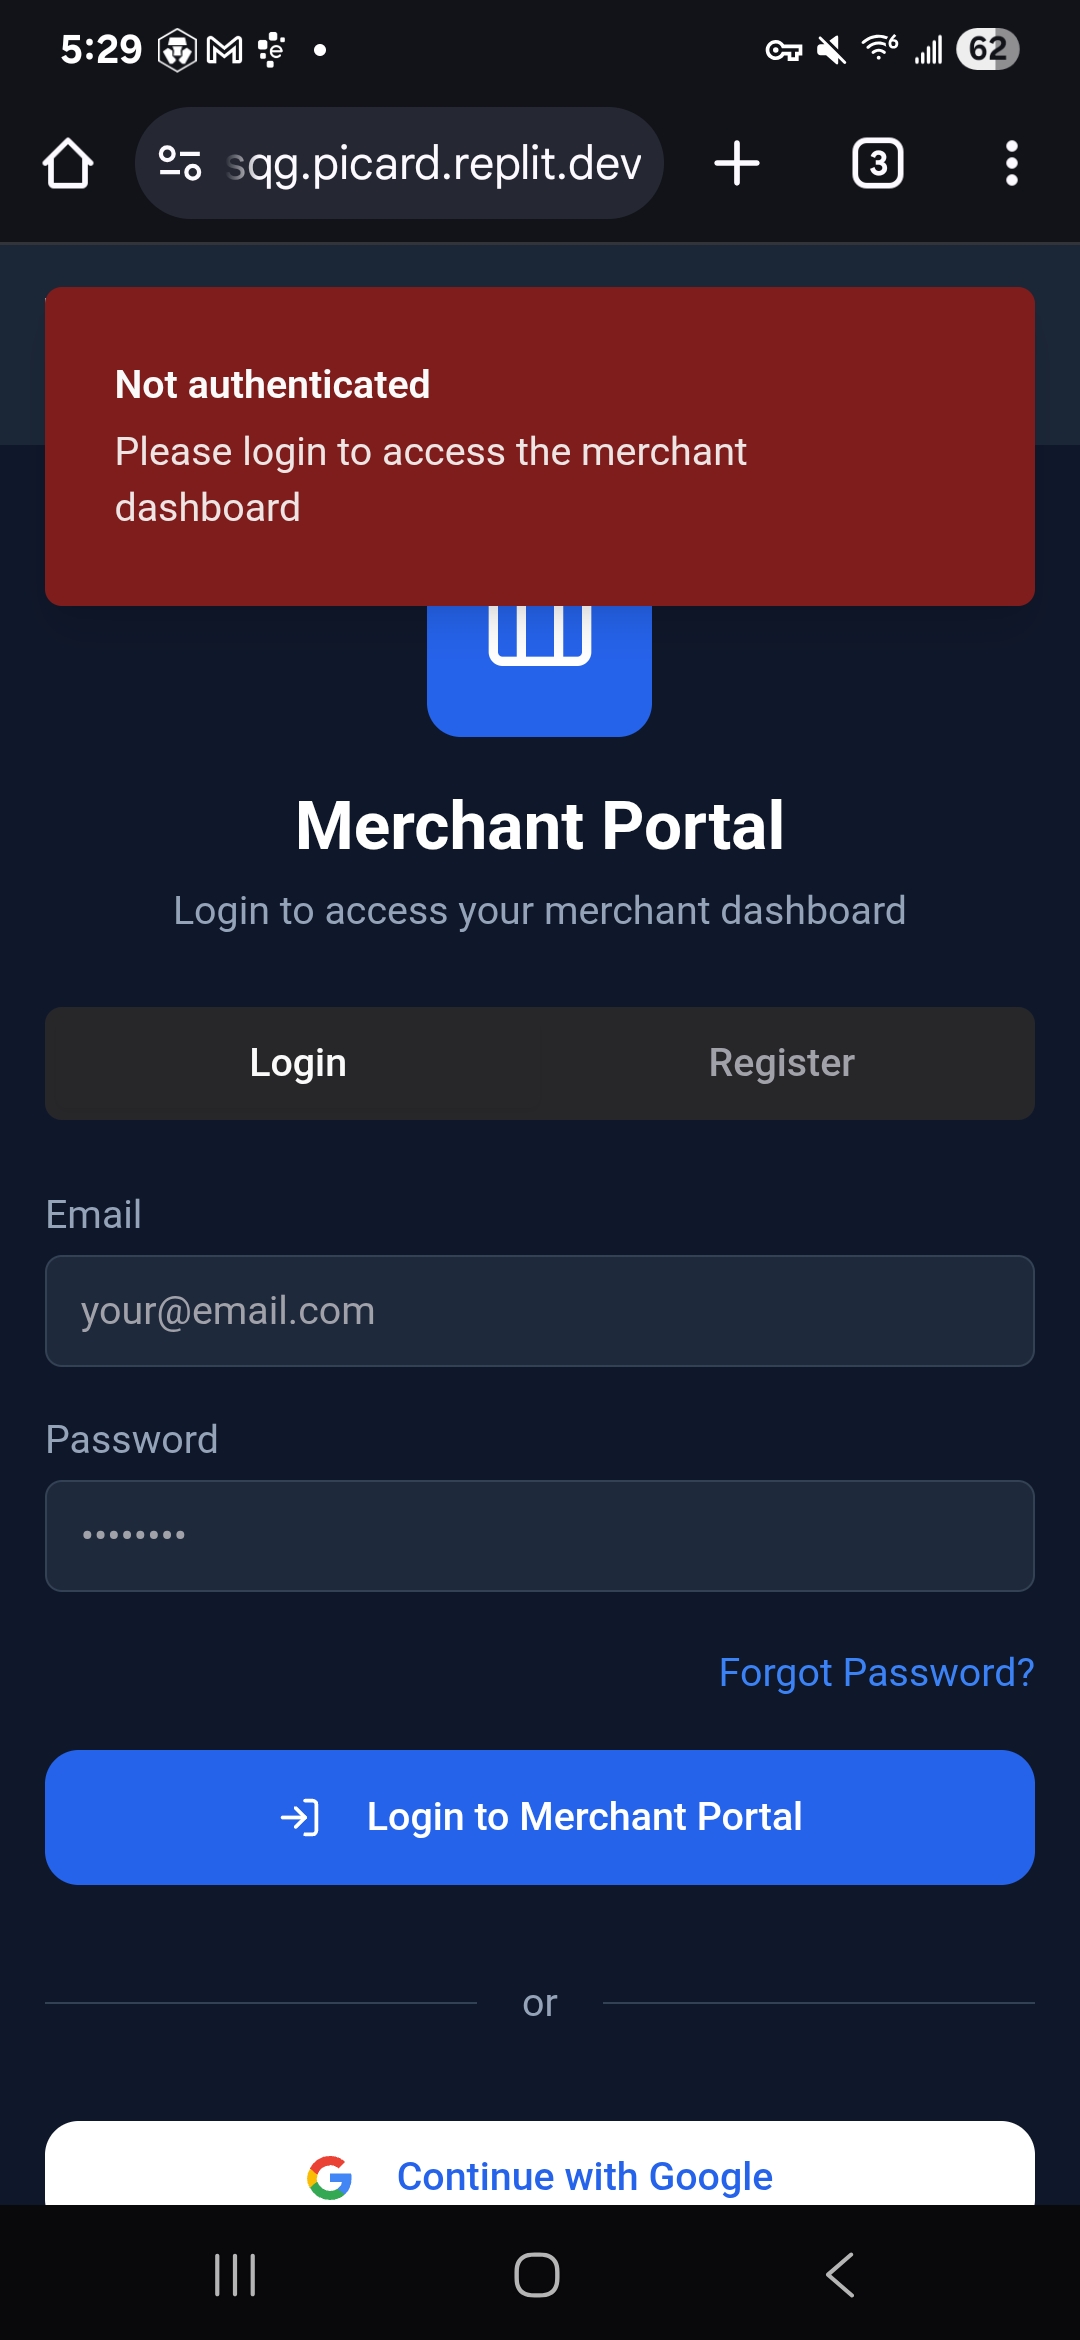 5:29
62
sqg.picard.replit.dev
3
Not authenticated
Please login to access the merchant
dashboard
Merchant Portal
Login to access your merchant dashboard
Login
Register
Email
your@email.com
Password
••••••••
Forgot Password?
Login to Merchant Portal
or
Continue with Google